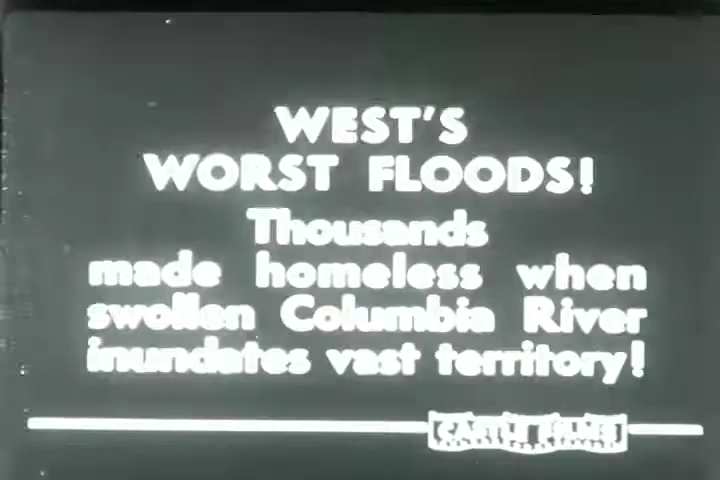 WEST'S
WORST FLOODS!
Thousands
made homeless when
swollen Columbia River
inundates vast territory!
CASTLE FILMS